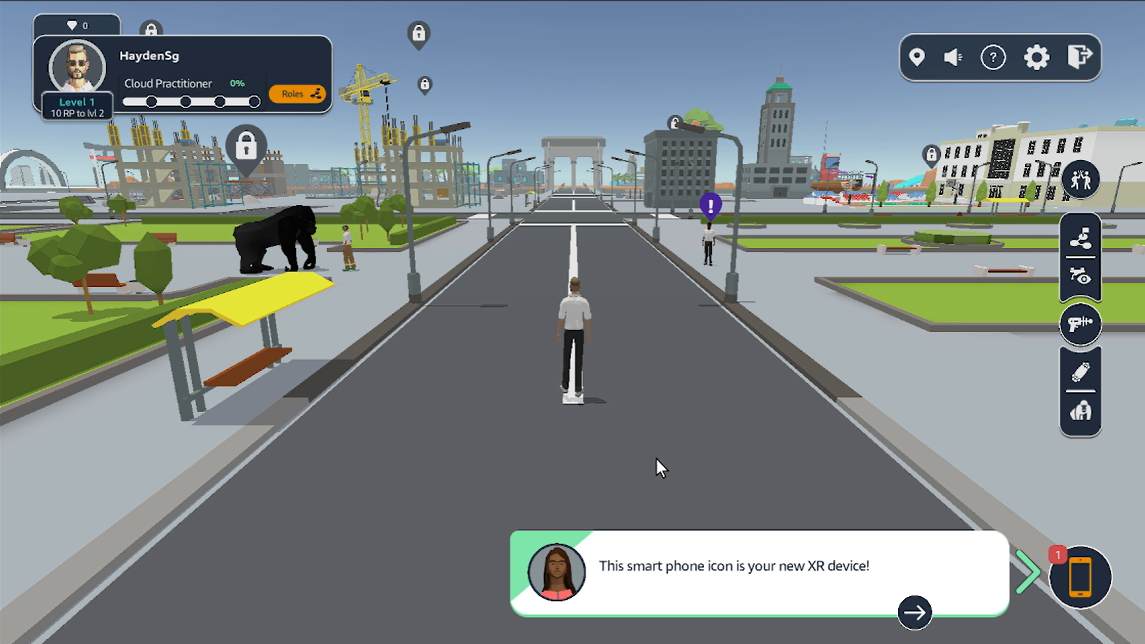 0
HaydenSg
Cloud Practitioner 0%
Roles
Level 1
10 RP to lvl 2
?
!
This smart phone icon is your new XR device!
1